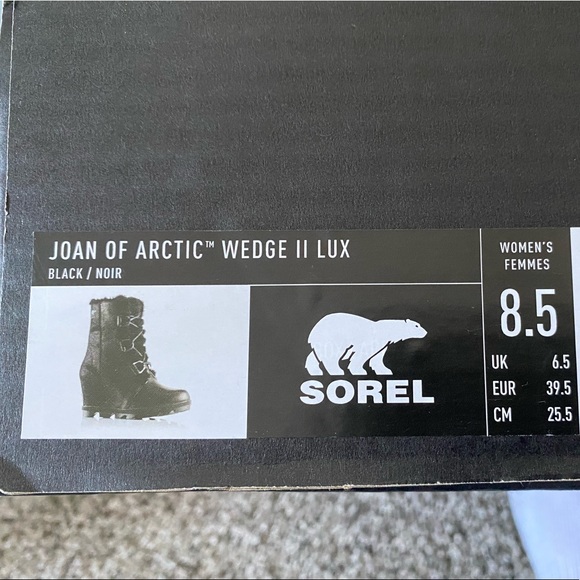 JOAN OF ARCTIC™ WEDGE II LUX
BLACK / NOIR
SOREL
WOMEN'S
FEMMES
8.5
UK 6.5
EUR 39.5
CM 25.5